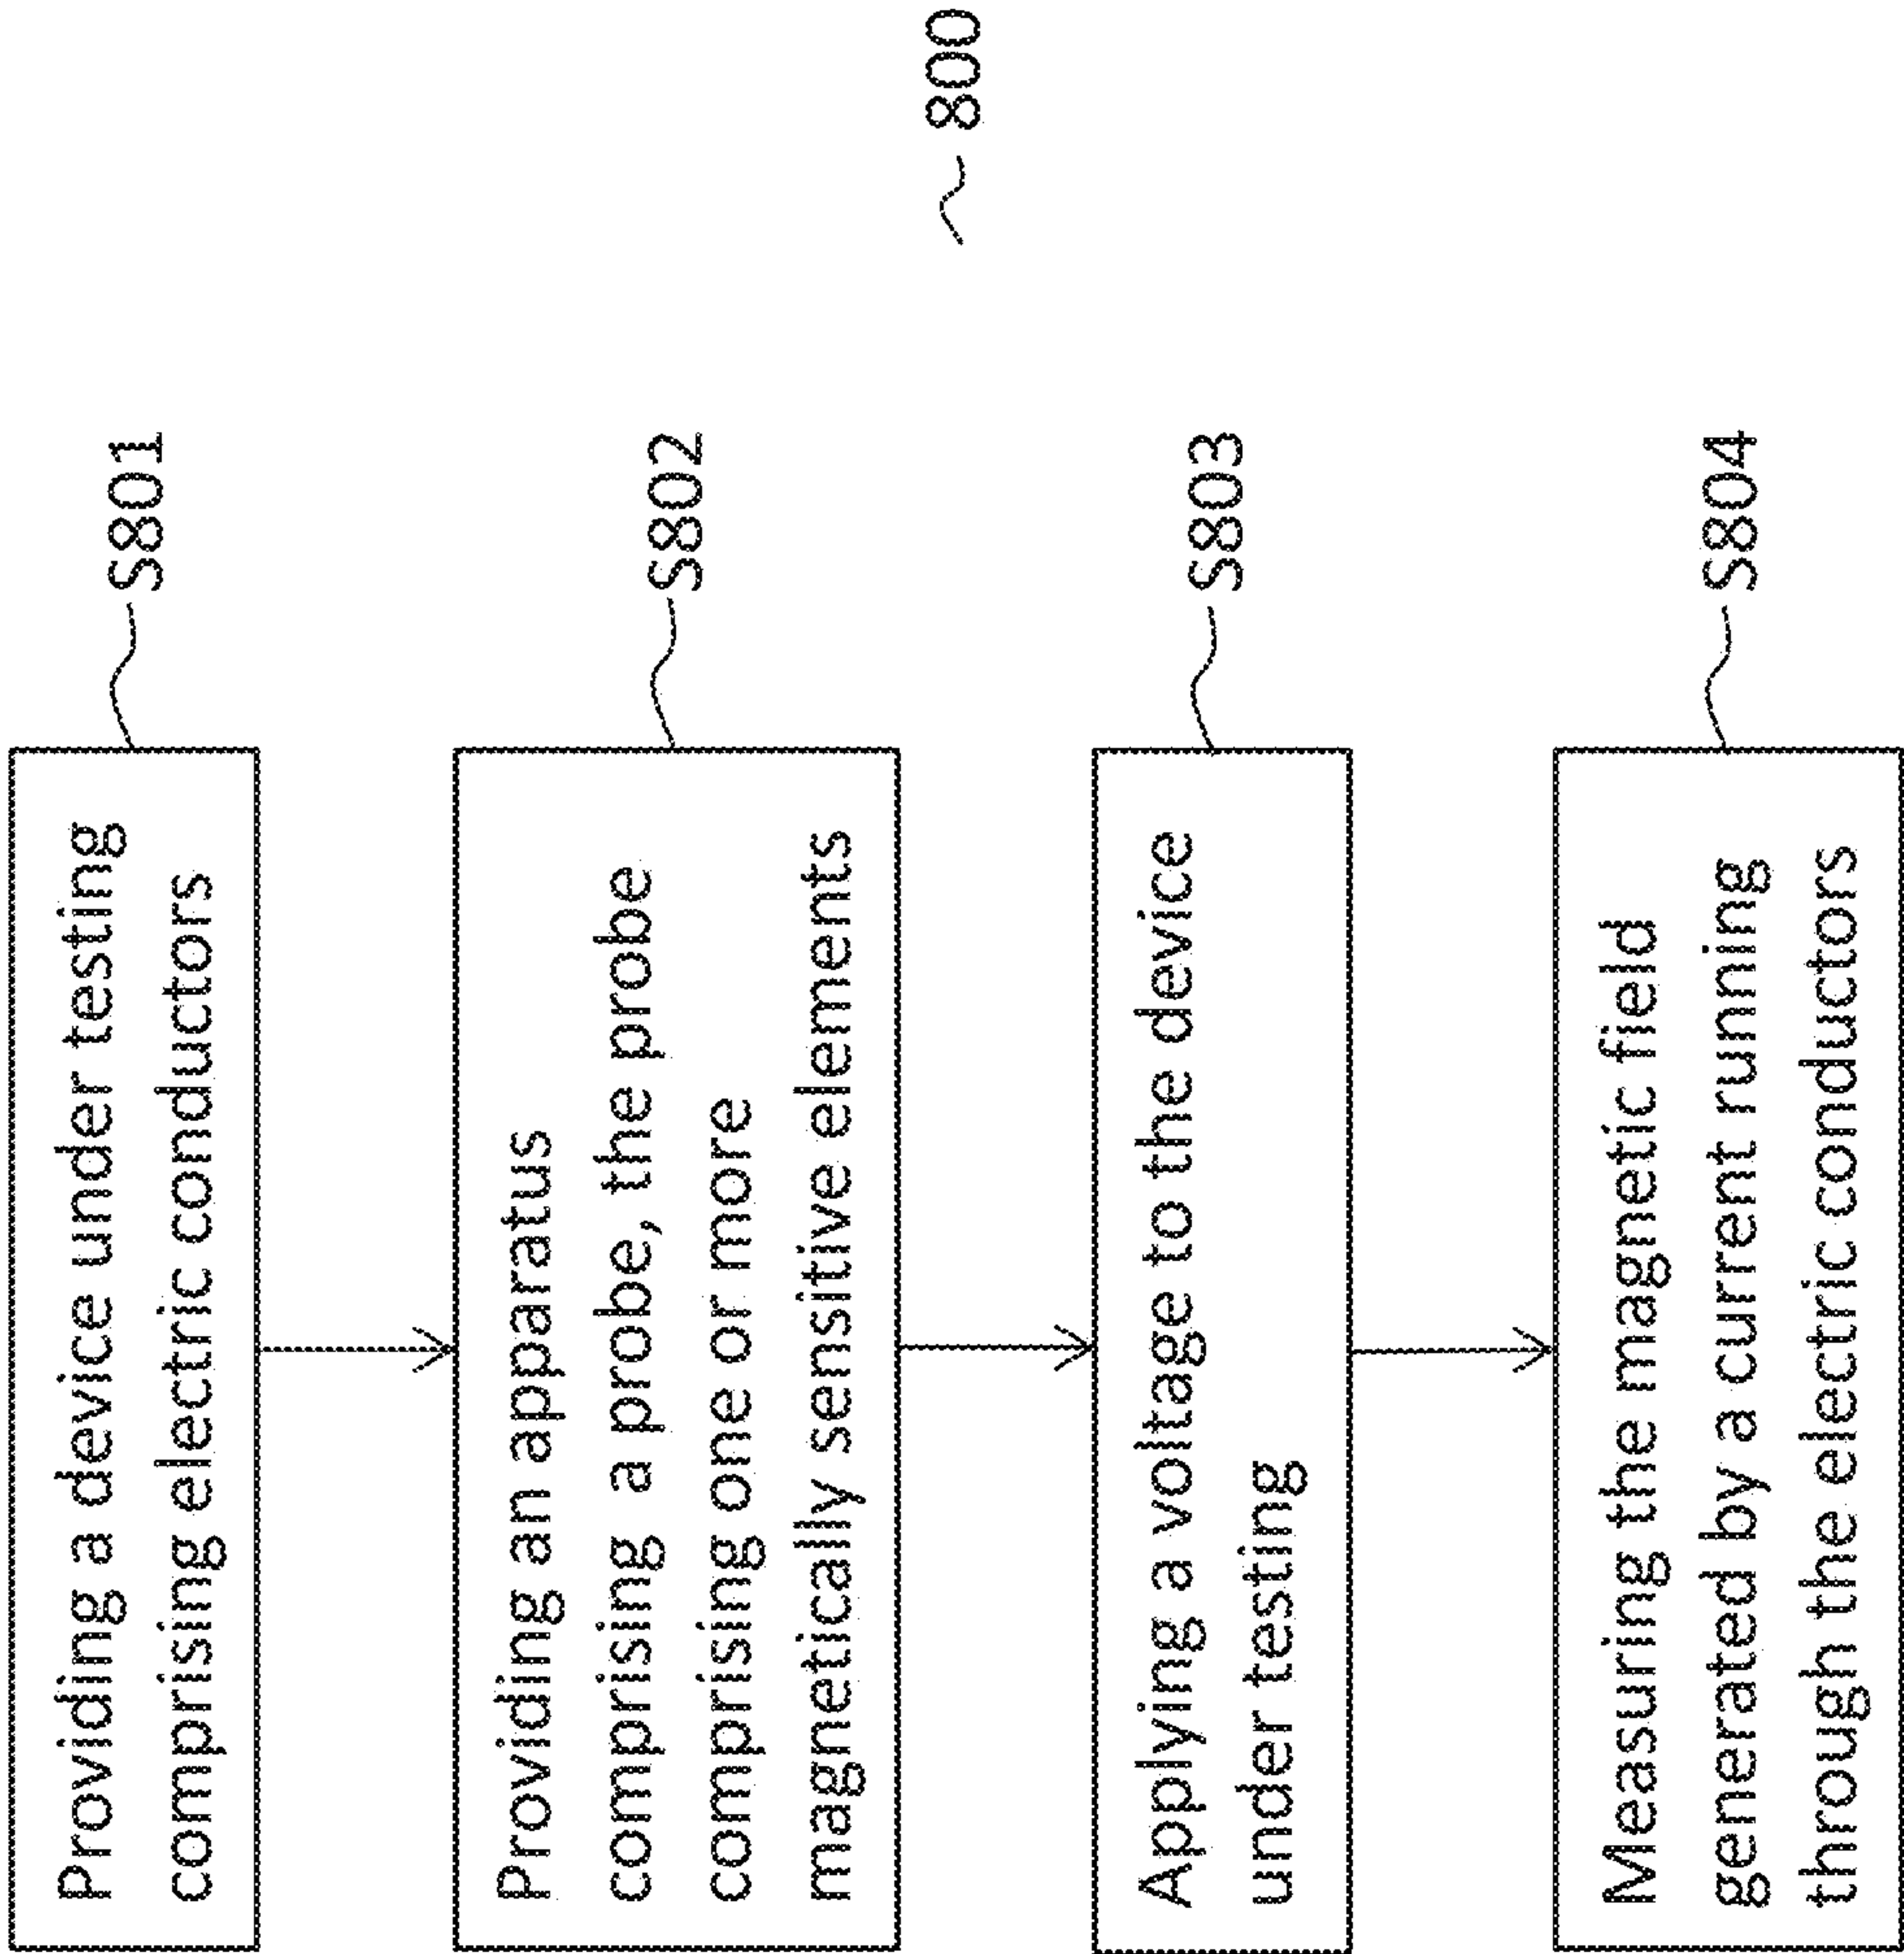 Providing a device under testing
comprising electric conductors
S801
Providing an apparatus
comprising a probe, the probe
comprising one or more
magnetically sensitive elements
S802
Applying a voltage to the device
under testing
S803
Measuring the magnetic field
generated by a current running
through the electric conductors
S804
800